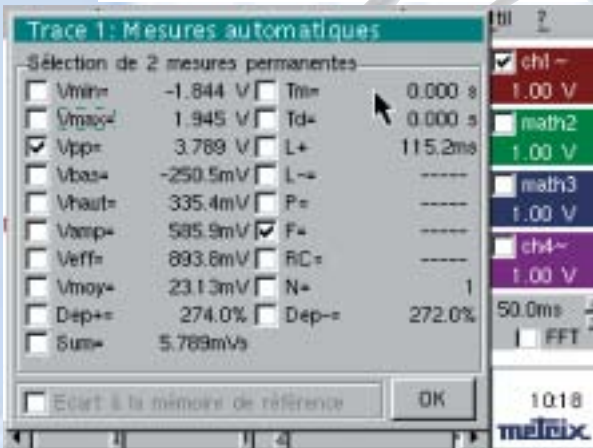 Trace 1: Mesures automatiques
Sélection de 2 mesures permanentes
Vmin= -1.844 V Tm= 0.000 s
Vmax= 1.945 V Td= 0.000 s
Vpp= 3.789 V L+ 115.2ms
Vbas= -250.5mV L-= -----
Vhaut= 335.4mV P= -----
Vamp= 585.9mV F= -----
Veff= 893.8mV RC= -----
Vmoy= 23.13mV N= 1
Dep+= 274.0% Dep-= 272.0%
Sum= 5.789mVs
Ecart à la mémoire de référence
OK
til ?
ch1 ~
1.00 V
math2
1.00 V
math3
1.00 V
ch4~
1.00 V
50.0ms
FFT
10:18
metrix